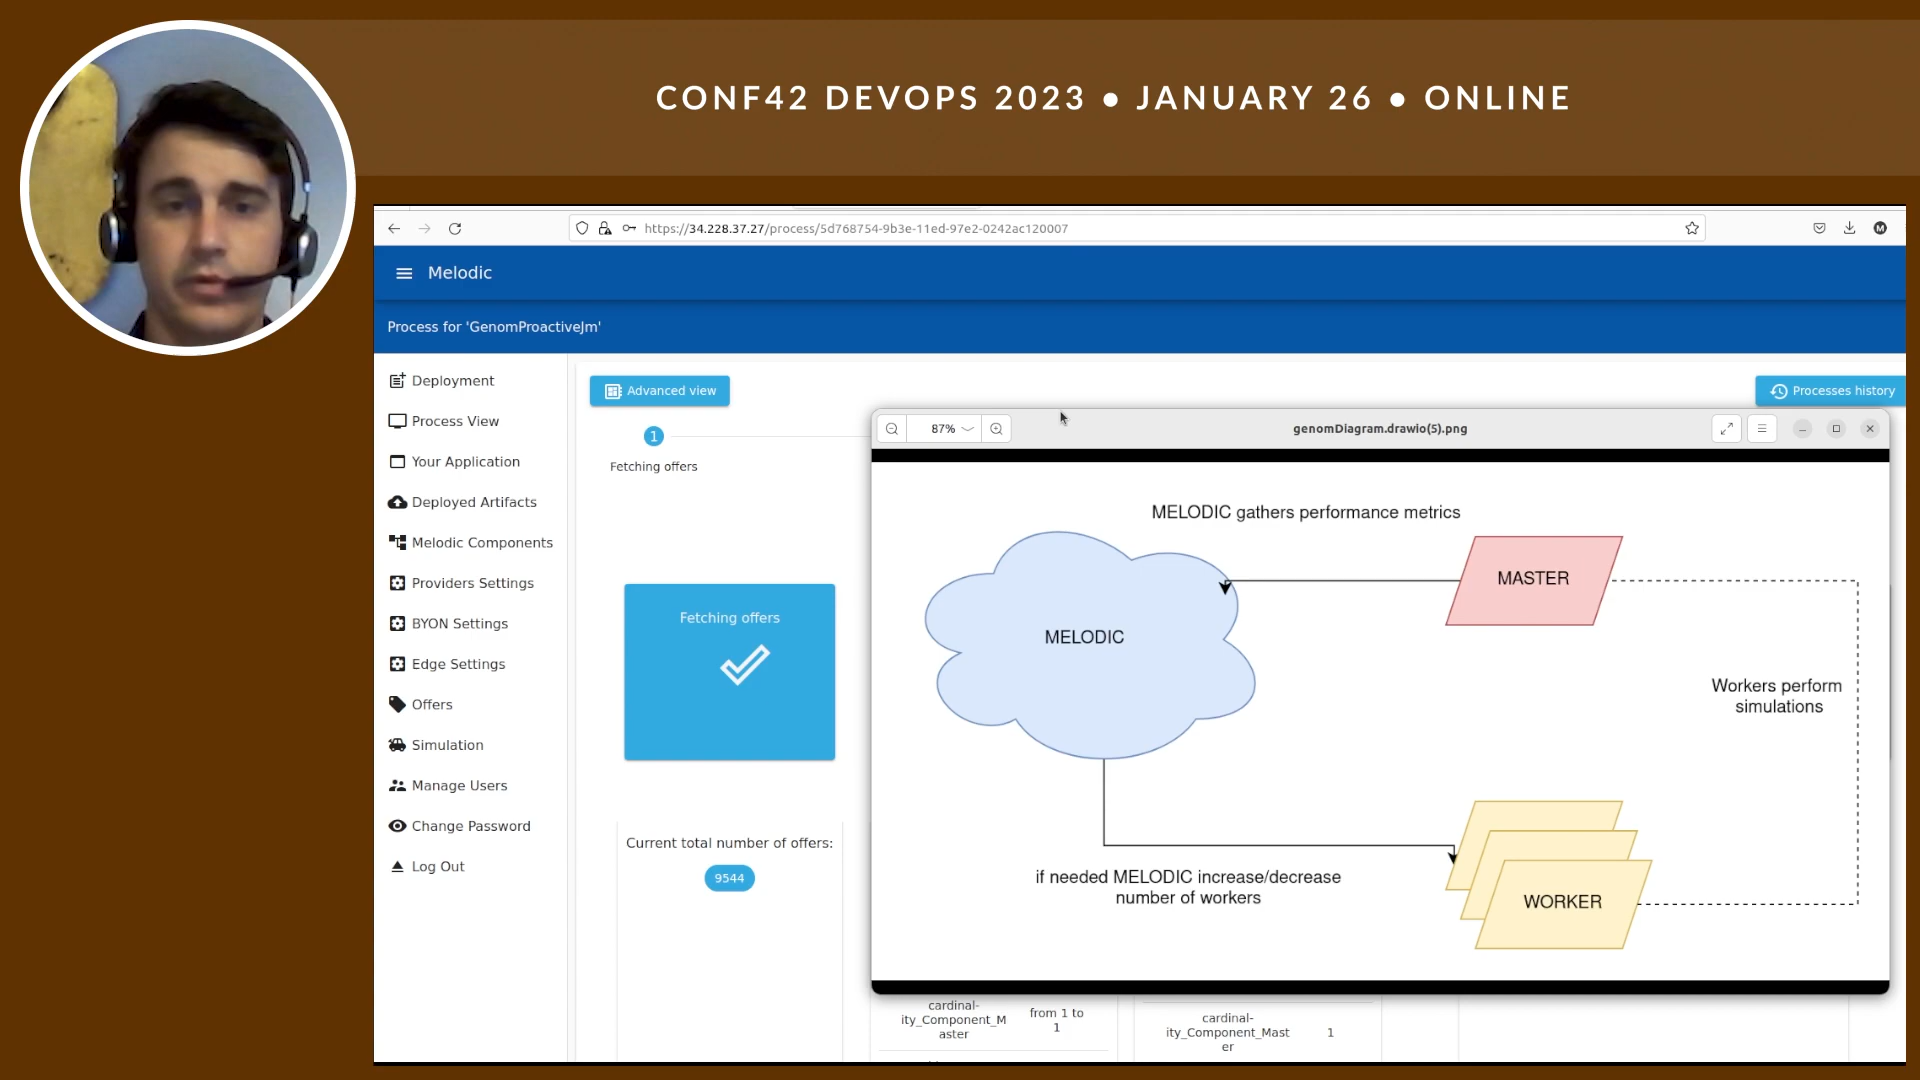 CONF42 DEVOPS 2023 • JANUARY 26 • ONLINE
https://34.228.37.27/process/5d768754-9b3e-11ed-97e2-0242ac120007
M
Melodic
Process for 'GenomProactiveJm'
Deployment
Process View
Your Application
Deployed Artifacts
Melodic Components
Providers Settings
BYON Settings
Edge Settings
Offers
Simulation
Manage Users
Change Password
Log Out
Advanced view
Processes history
1
Fetching offers
Fetching offers
Current total number of offers:
9544
87%
genomDiagram.drawio(5).png
MELODIC gathers performance metrics
MASTER
MELODIC
Workers perform
simulations
if needed MELODIC increase/decrease
number of workers
WORKER
cardinal-
ity_Component_M
aster
from 1 to
1
cardinal-
ity_Component_Mast
er
1